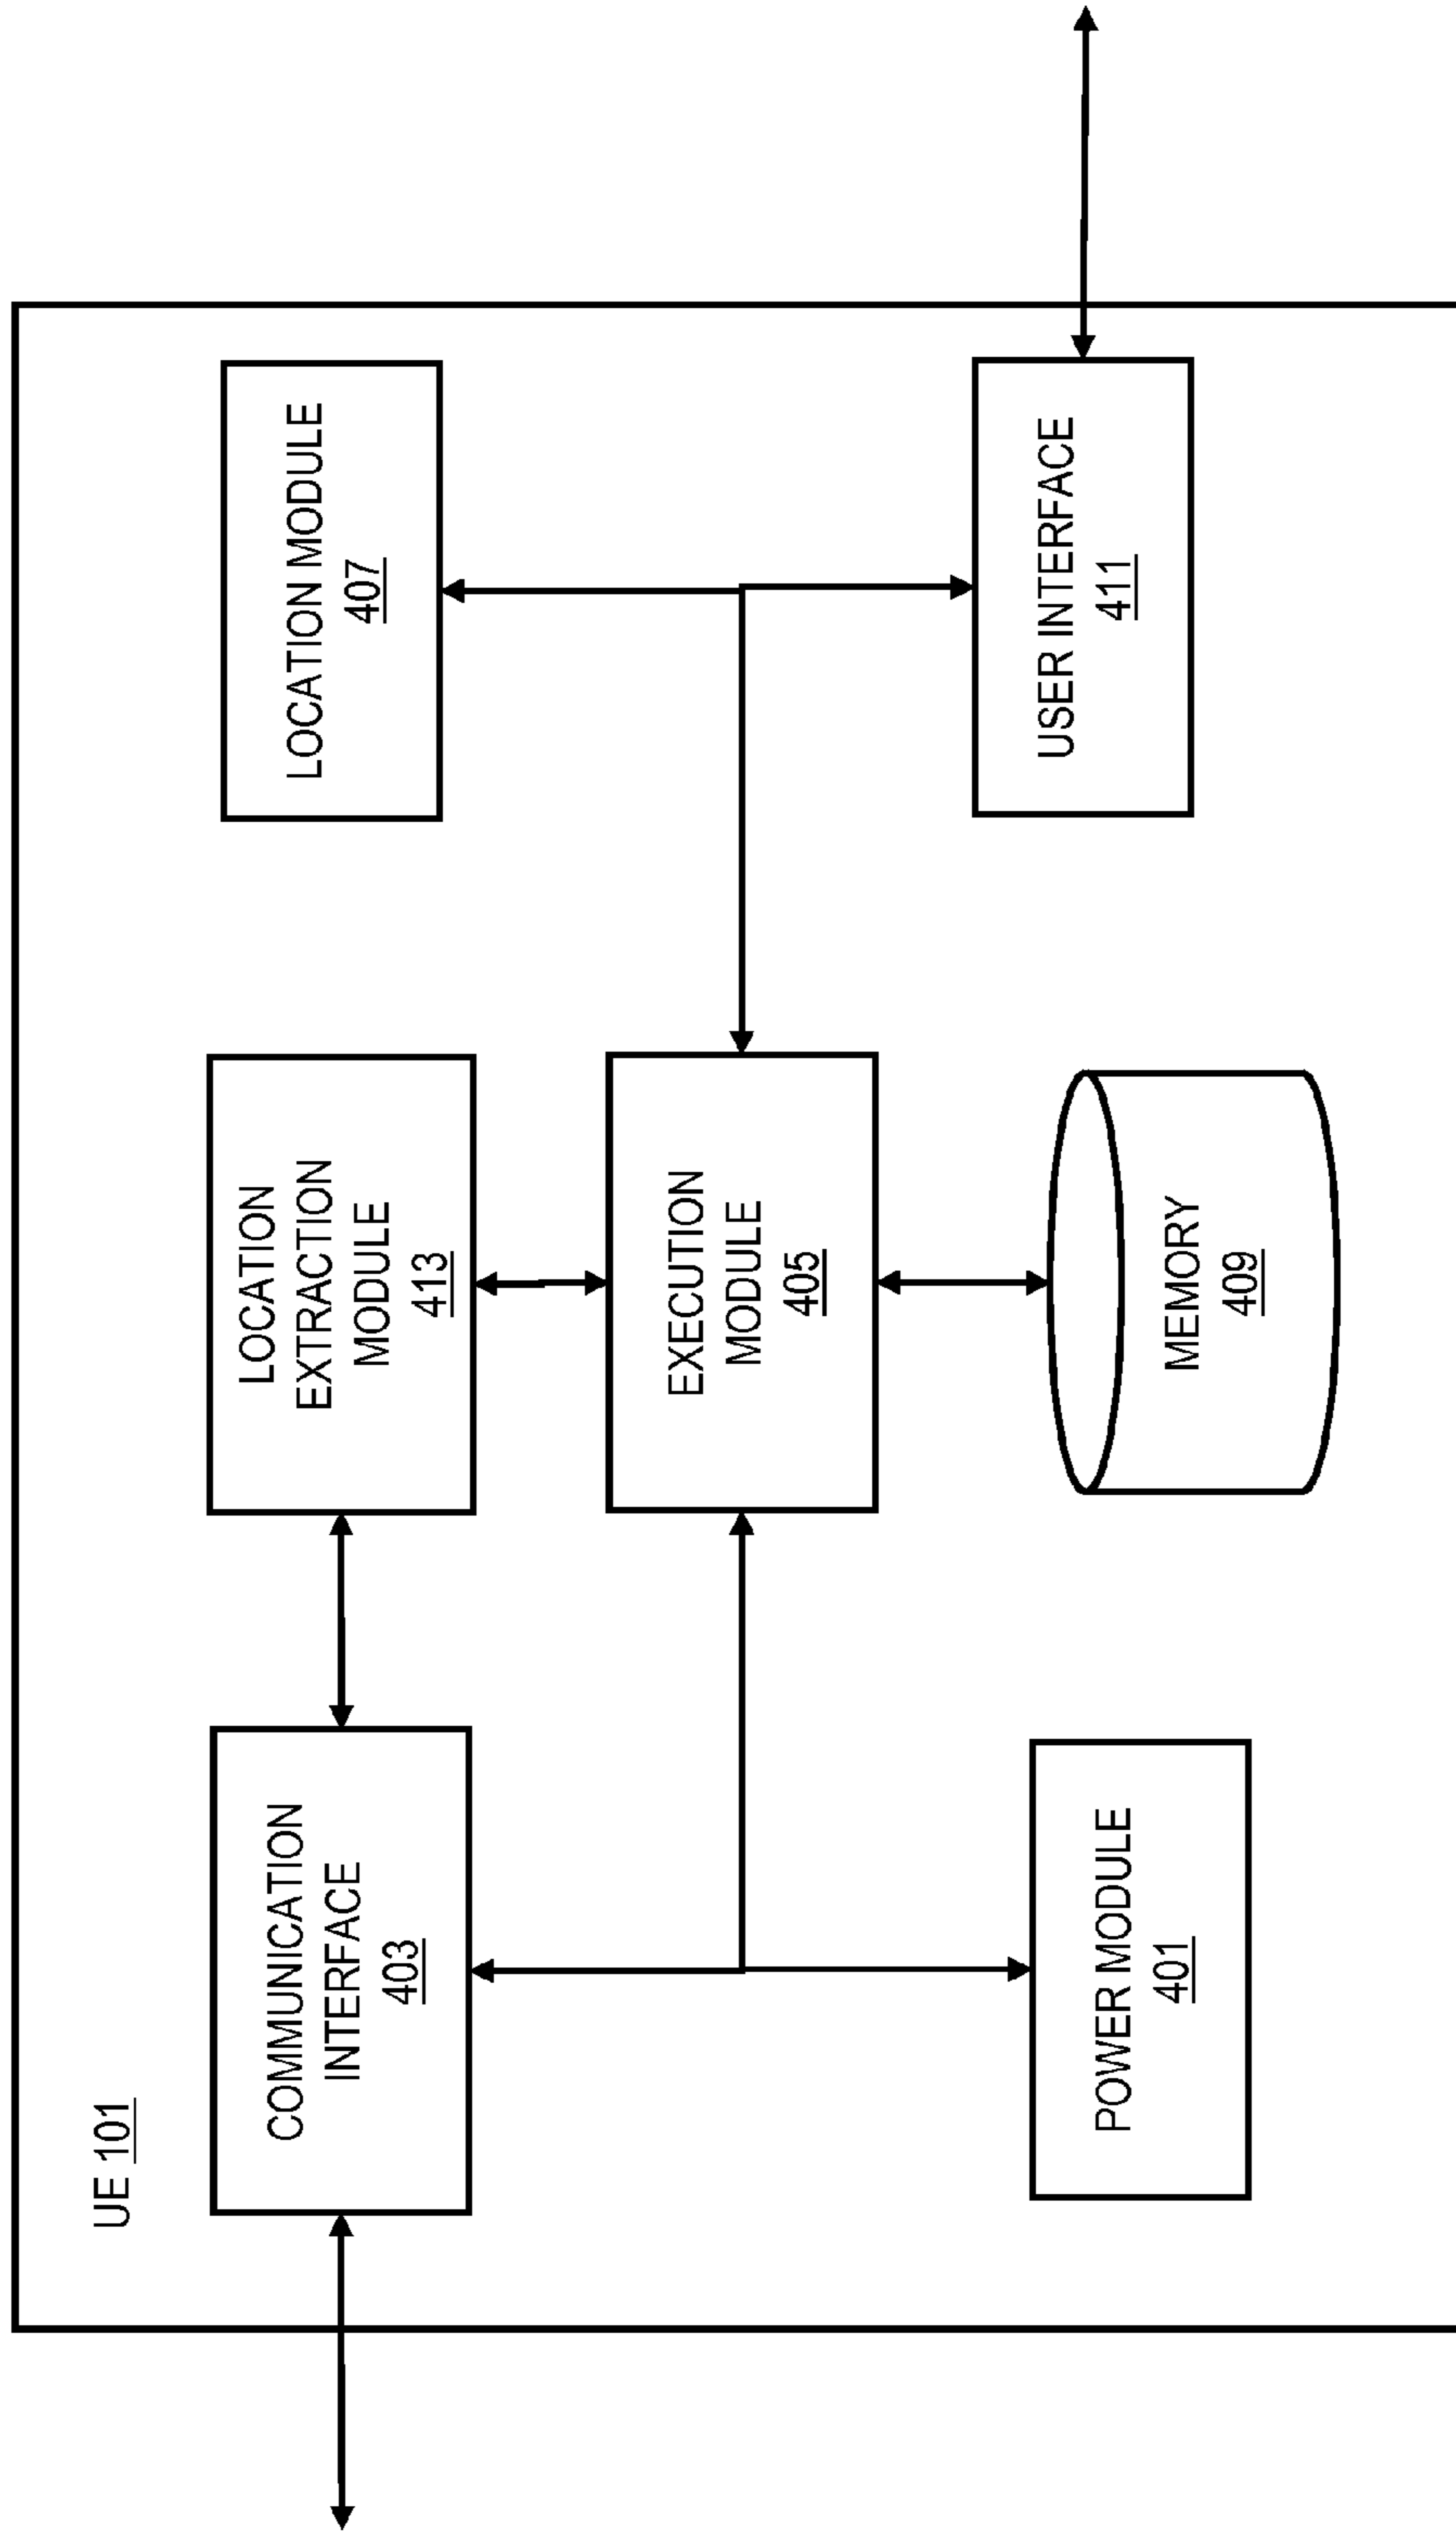 UE 101
COMMUNICATION
INTERFACE
403
LOCATION
EXTRACTION
MODULE
413
LOCATION MODULE
407
EXECUTION
MODULE
405
POWER MODULE
401
MEMORY
409
USER INTERFACE
411